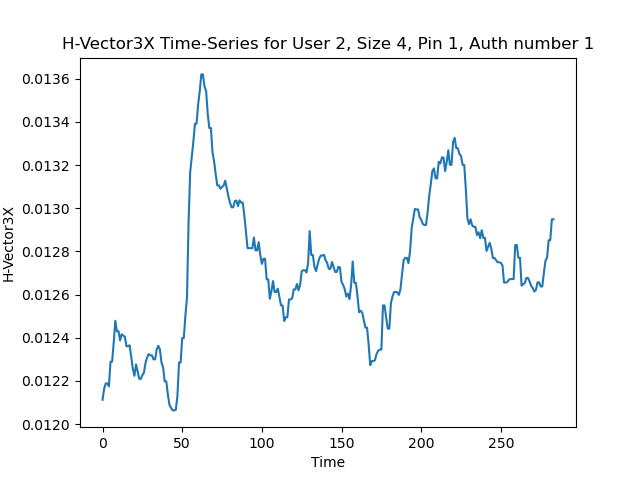 H-Vector3X Time-Series for User 2, Size 4, Pin 1, Auth number 1
0.0136
0.0134
0.0132
0.0130
0.0128
0.0126
0.0124
0.0122
0.0120
H-Vector3X
0 50 100 150 200 250
Time